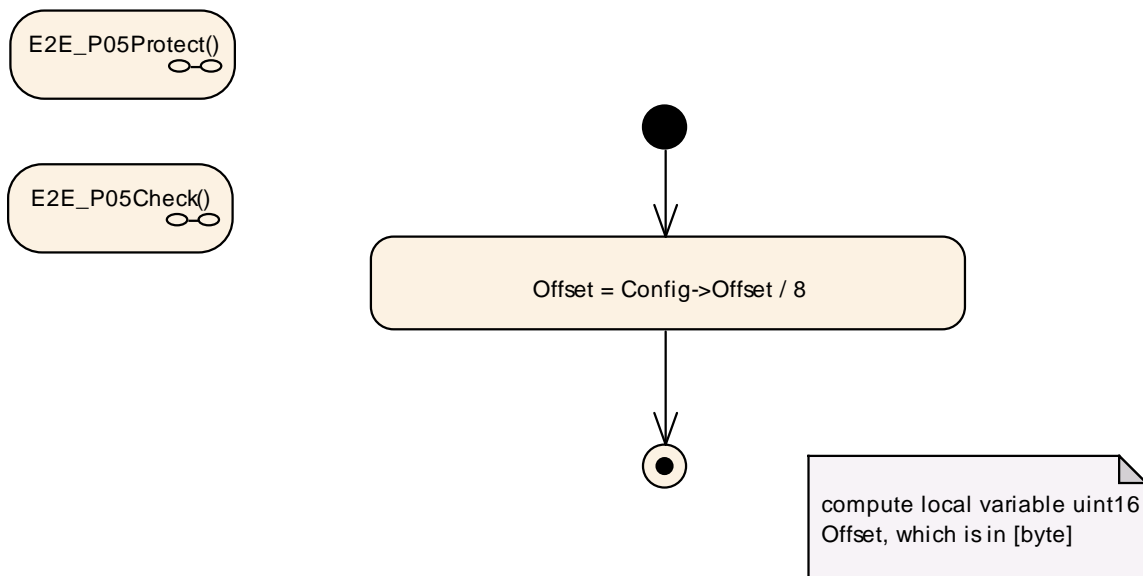 E2E_P05Protect()
E2E_P05Check()
Offset = Config->Offset / 8
compute local variable uint16
Offset, which is in [byte]